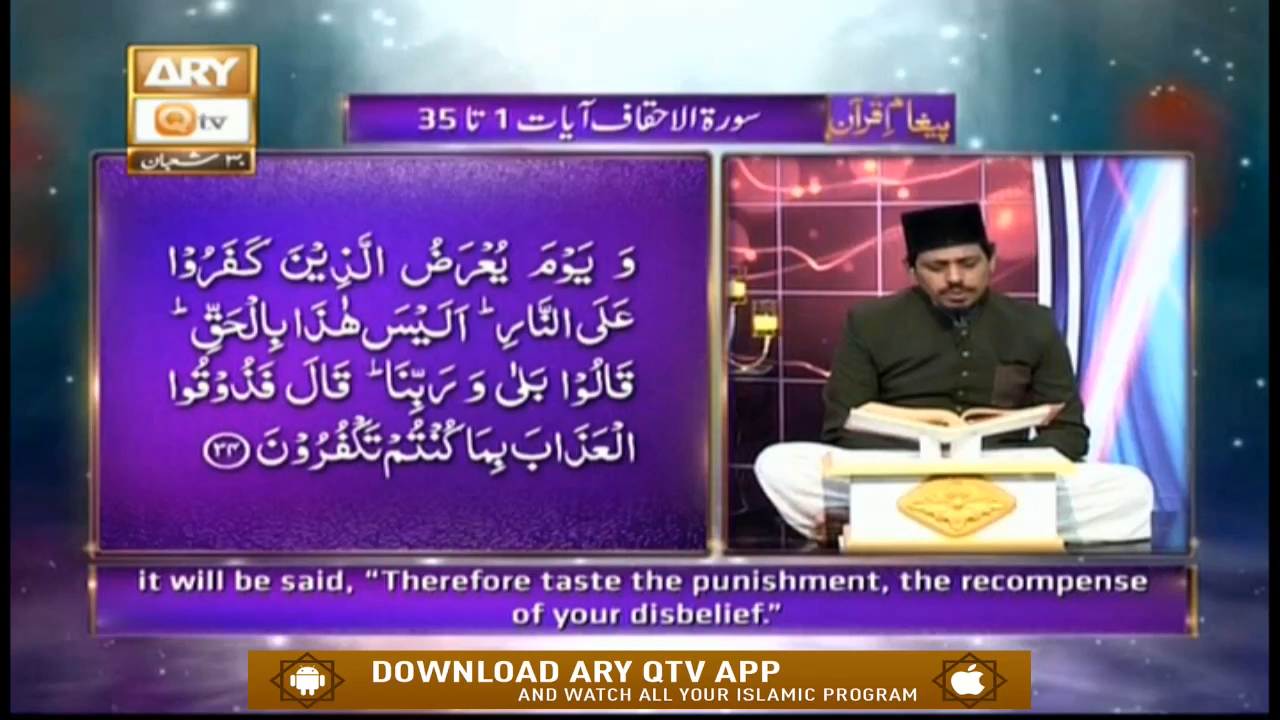 ARY
Qtv
۳۰ شعبان
سورۃ الاحقاف آیات 1 تا 35
پیغام قرآن
وَ یَوْمَ یُعْرَضُ الَّذِیْنَ كَفَرُوْا
عَلَى النَّارِ ؕ اَلَیْسَ هٰذَا بِالْحَقِّ ؕ
قَالُوْا بَلٰى وَ رَبِّنَا ؕ قَالَ فَذُوْقُوا
الْعَذَابَ بِمَا كُنْتُمْ تَكْفُرُوْنَ ﴿۳۴﴾
it will be said, “Therefore taste the punishment, the recompense
of your disbelief.”
DOWNLOAD ARY QTV APP
AND WATCH ALL YOUR ISLAMIC PROGRAM